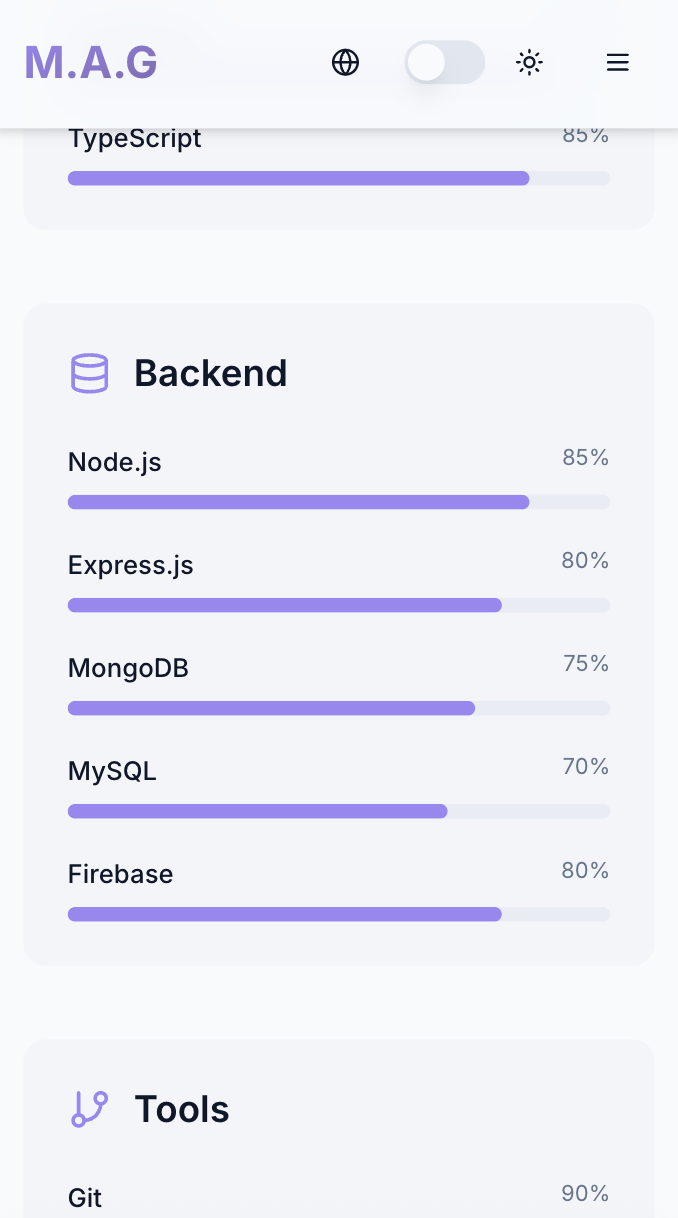 M.A.G
TypeScript 85%
Backend
Node.js 85%
Express.js 80%
MongoDB 75%
MySQL 70%
Firebase 80%
Tools
Git 90%